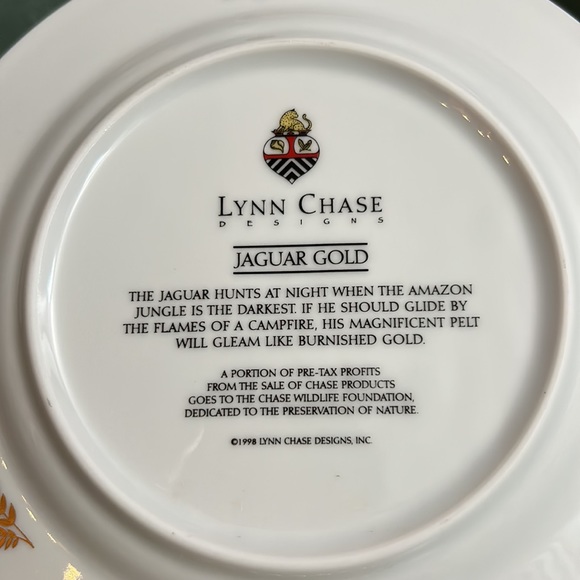 LYNN CHASE
DESIGNS
JAGUAR GOLD
THE JAGUAR HUNTS AT NIGHT WHEN THE AMAZON
JUNGLE IS THE DARKEST. IF HE SHOULD GLIDE BY
THE FLAMES OF A CAMPFIRE, HIS MAGNIFICENT PELT
WILL GLEAM LIKE BURNISHED GOLD.
A PORTION OF PRE-TAX PROFITS
FROM THE SALE OF CHASE PRODUCTS
GOES TO THE CHASE WILDLIFE FOUNDATION,
DEDICATED TO THE PRESERVATION OF NATURE.
©1998 LYNN CHASE DESIGNS, INC.